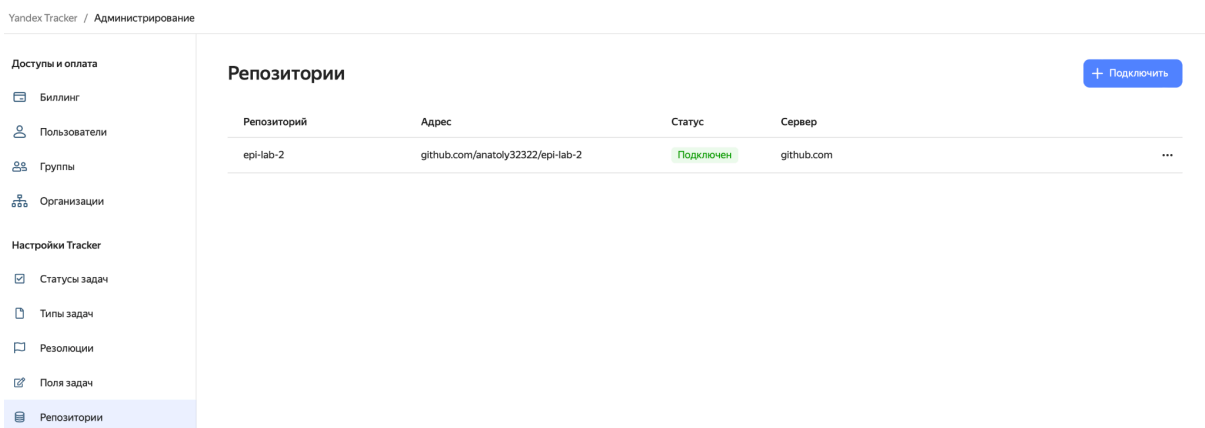 Yandex Tracker / Администрирование
Доступы и оплата
Биллинг
Пользователи
Группы
Организации
Настройки Tracker
Статусы задач
Типы задач
Резолюции
Поля задач
Репозитории
Репозитории
+ Подключить
Репозиторий Адрес Статус Сервер
epi-lab-2 github.com/anatoly32322/epi-lab-2 Подключен github.com ...